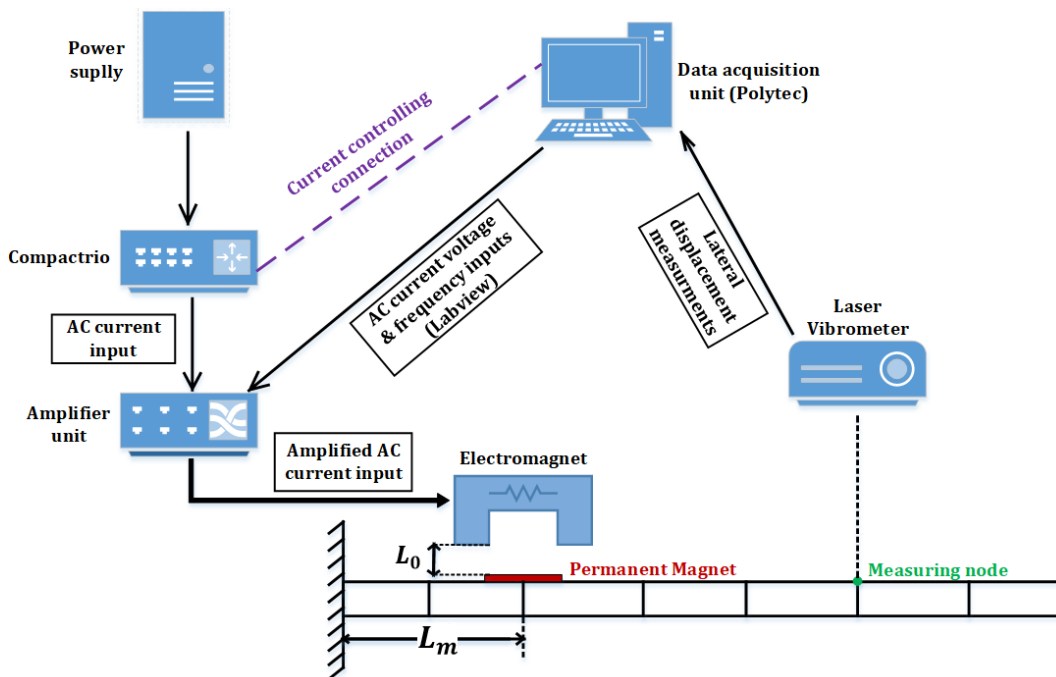 Power
suplly
Data acquisition
unit (Polytec)
Current controlling
connection
Compactrio
AC current voltage
& frequency inputs
(Labview)
Lateral
displacement
measurments
Laser
Vibrometer
AC current
input
Amplifier
unit
Amplified AC
current input
Electromagnet
L₀
Permanent Magnet
Measuring node
Lₘ